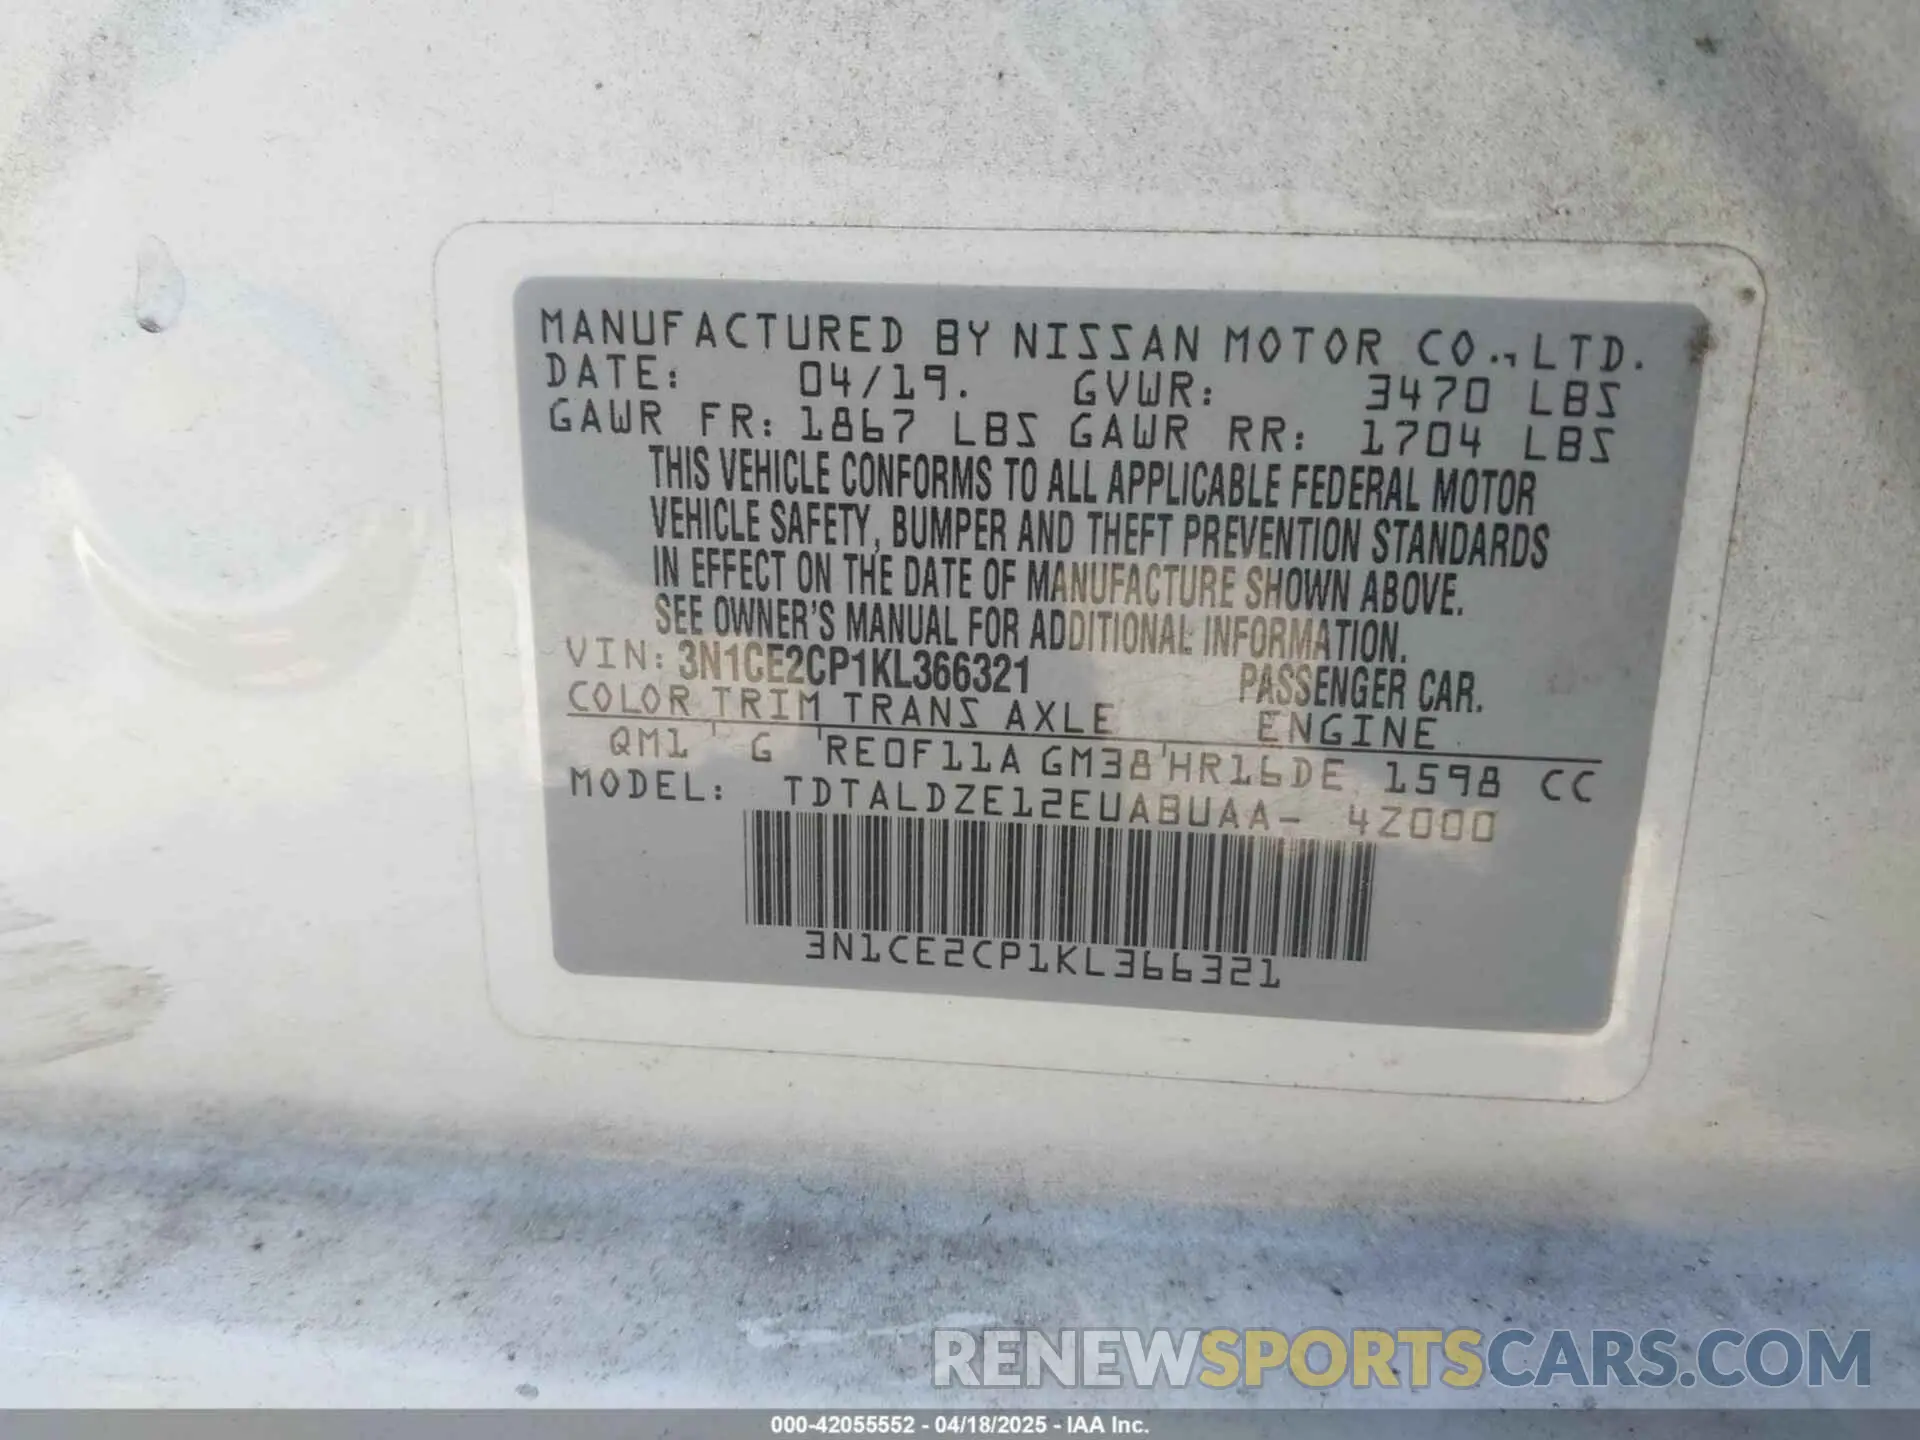 MANUFACTURED BY NISSAN MOTOR CO., LTD.
DATE: 04/19. GVWR: 3470 LBS
GAWR FR: 1867 LBS GAWR RR: 1704 LBS
THIS VEHICLE CONFORMS TO ALL APPLICABLE FEDERAL MOTOR
VEHICLE SAFETY, BUMPER AND THEFT PREVENTION STANDARDS
IN EFFECT ON THE DATE OF MANUFACTURE SHOWN ABOVE.
SEE OWNER'S MANUAL FOR ADDITIONAL INFORMATION.
VIN: 3N1CE2CP1KL366321 PASSENGER CAR.
COLOR TRIM TRANS AXLE ENGINE
QM1 G RE0F11A GM38 HR16DE 1598 CC
MODEL: TDTALDZE12EUABUAA- 4Z000
3N1CE2CP1KL366321
RENEWSPORTSCARS.COM
000-42055552 - 04/18/2025 - IAA Inc.